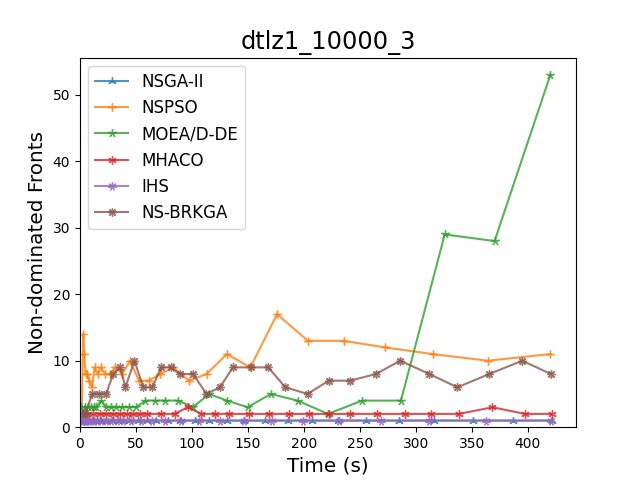 dtlz1_10000_3
Non-dominated Fronts
50
40
30
20
10
0
NSGA-II
NSPSO
MOEA/D-DE
MHACO
IHS
NS-BRKGA
0 50 100 150 200 250 300 350 400
Time (s)